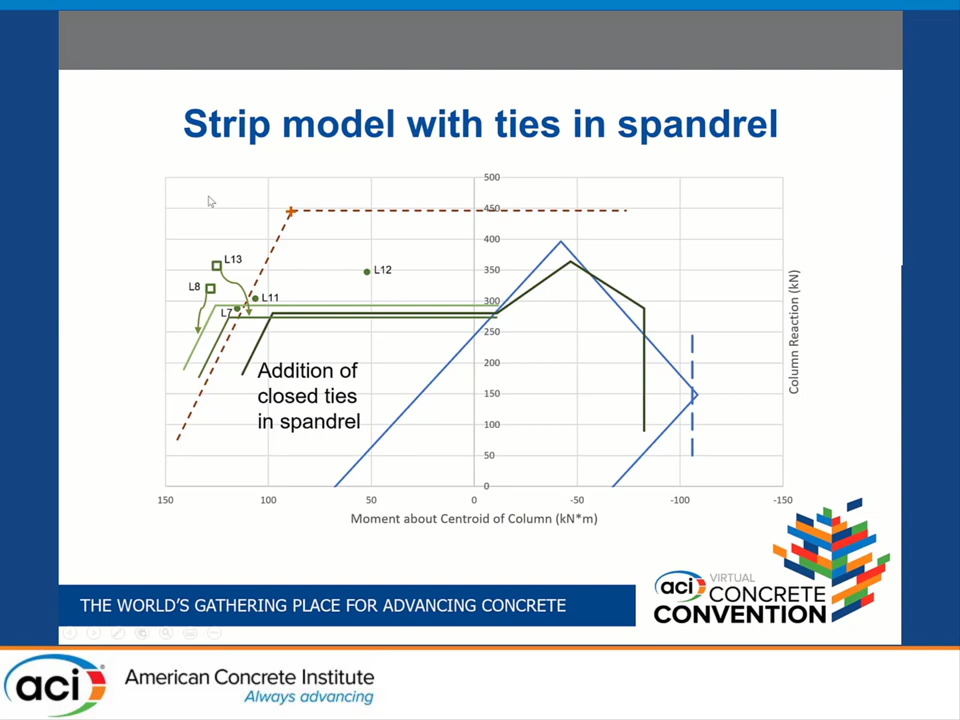 Strip model with ties in spandrel
500
450
400
350
300
250
200
150
100
50
0
L13
L8
L12
L11
L7
Addition of
closed ties
in spandrel
Column Reaction (kN)
150 100 50 0 -50 -100 -150
Moment about Centroid of Column (kN*m)
THE WORLD'S GATHERING PLACE FOR ADVANCING CONCRETE
aci VIRTUAL
CONCRETE
CONVENTION
aci ® American Concrete Institute
Always advancing